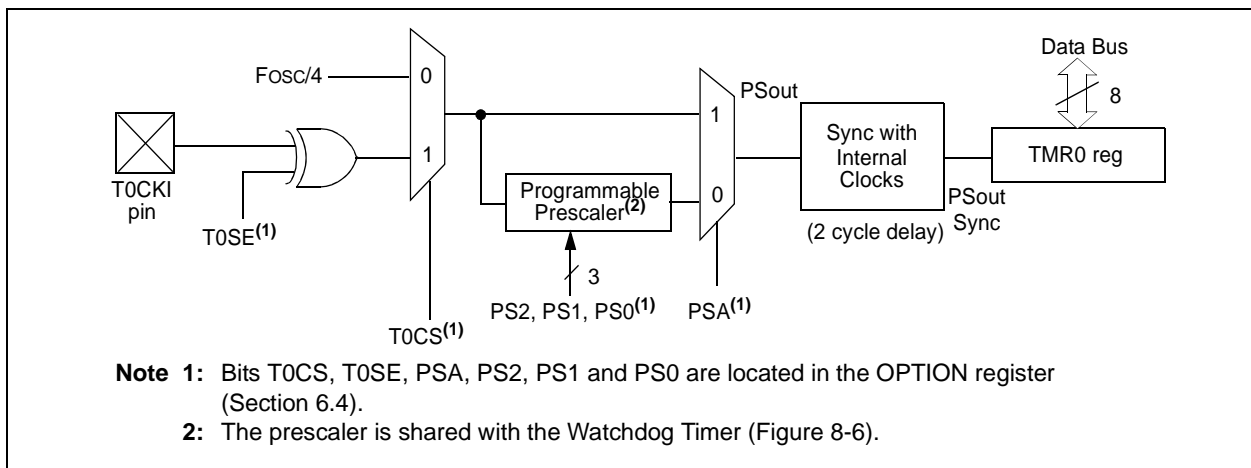 Data Bus
8
FOSC/4
0
1
T0CKI
pin
T0SE(1)
T0CS(1)
Programmable
Prescaler(2)
3
PS2, PS1, PS0(1)
1
0
PSA(1)
PSout
Sync with
Internal
Clocks
(2 cycle delay)
PSout
Sync
TMR0 reg
Note 1: Bits T0CS, T0SE, PSA, PS2, PS1 and PS0 are located in the OPTION register
(Section 6.4).
2: The prescaler is shared with the Watchdog Timer (Figure 8-6).